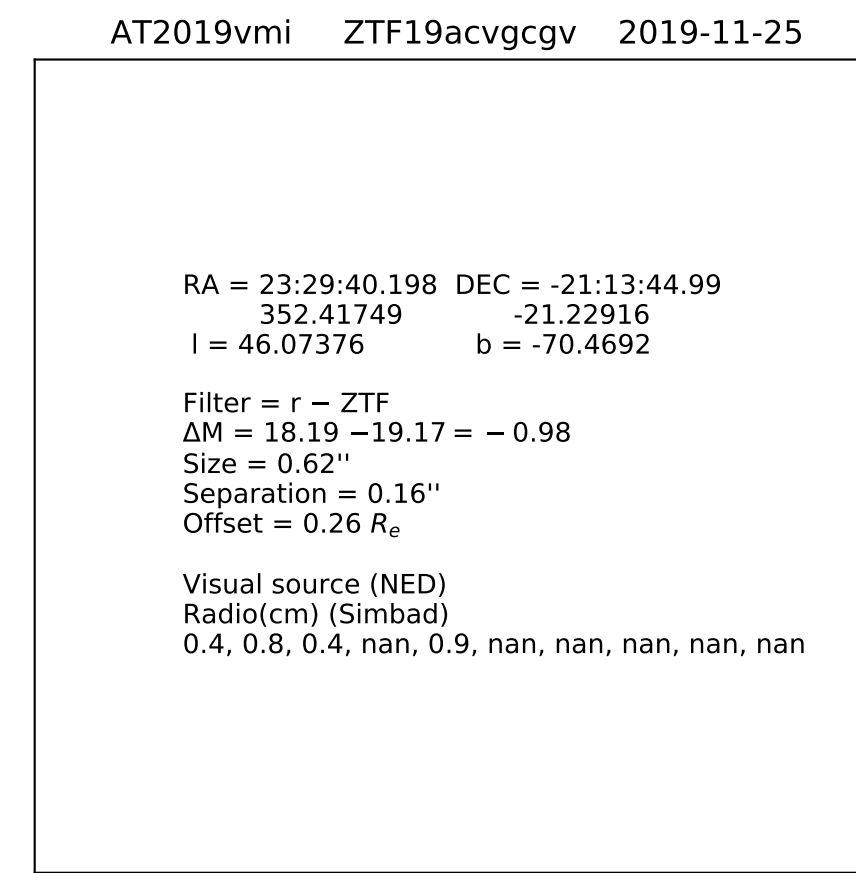 AT2019vmi ZTF19acvgcgv 2019-11-25
RA = 23:29:40.198 DEC = -21:13:44.99
352.41749 -21.22916
l = 46.07376 b = -70.4692
Filter = r − ZTF
ΔM = 18.19 −19.17 = − 0.98
Size = 0.62''
Separation = 0.16''
Offset = 0.26 Rₑ
Visual source (NED)
Radio(cm) (Simbad)
0.4, 0.8, 0.4, nan, 0.9, nan, nan, nan, nan, nan